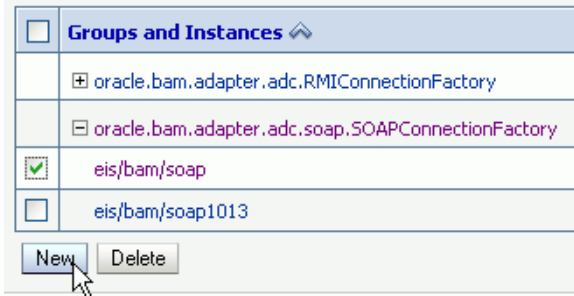 Groups and Instances
oracle.bam.adapter.adc.RMIConnectionFactory
oracle.bam.adapter.adc.soap.SOAPConnectionFactory
eis/bam/soap
eis/bam/soap1013
New Delete